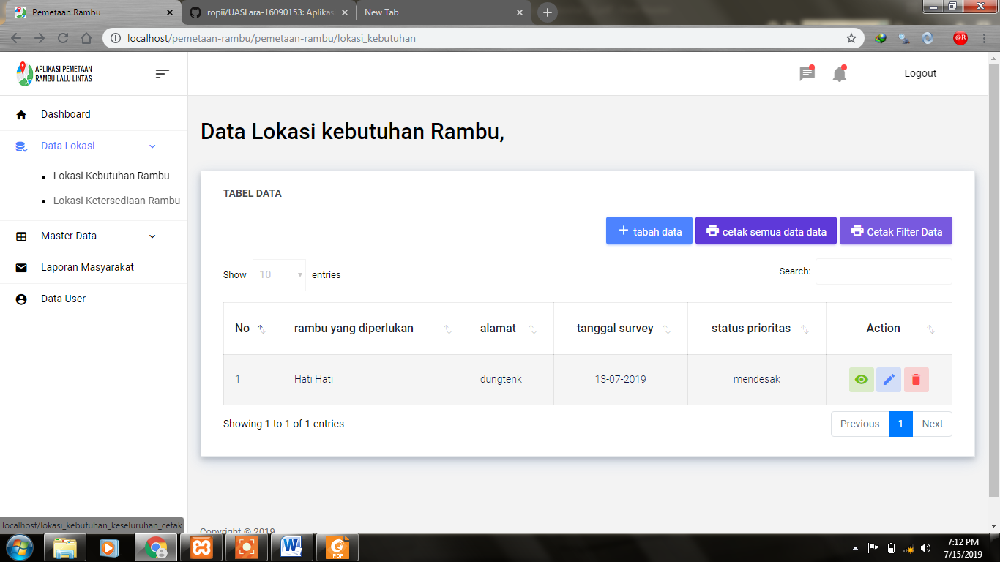 Pemetaan Rambu
ropii/UASLara-16090153: Aplikas
New Tab
localhost/pemetaan-rambu/pemetaan-rambu/lokasi_kebutuhan
@R
APLIKASI PEMETAAN
RAMBU LALU-LINTAS
Logout
Dashboard
Data Lokasi
Lokasi Kebutuhan Rambu
Lokasi Ketersediaan Rambu
Master Data
Laporan Masyarakat
Data User
Data Lokasi kebutuhan Rambu,
TABEL DATA
tabah data
cetak semua data data
Cetak Filter Data
Show 10 entries
Search:
No rambu yang diperlukan alamat tanggal survey status prioritas Action
1 Hati Hati dungtenk 13-07-2019 mendesak
Showing 1 to 1 of 1 entries
Previous 1 Next
Copyright © 2019
localhost/lokasi_kebutuhan_keseluruhan_cetak
PDF
7:12 PM
7/15/2019